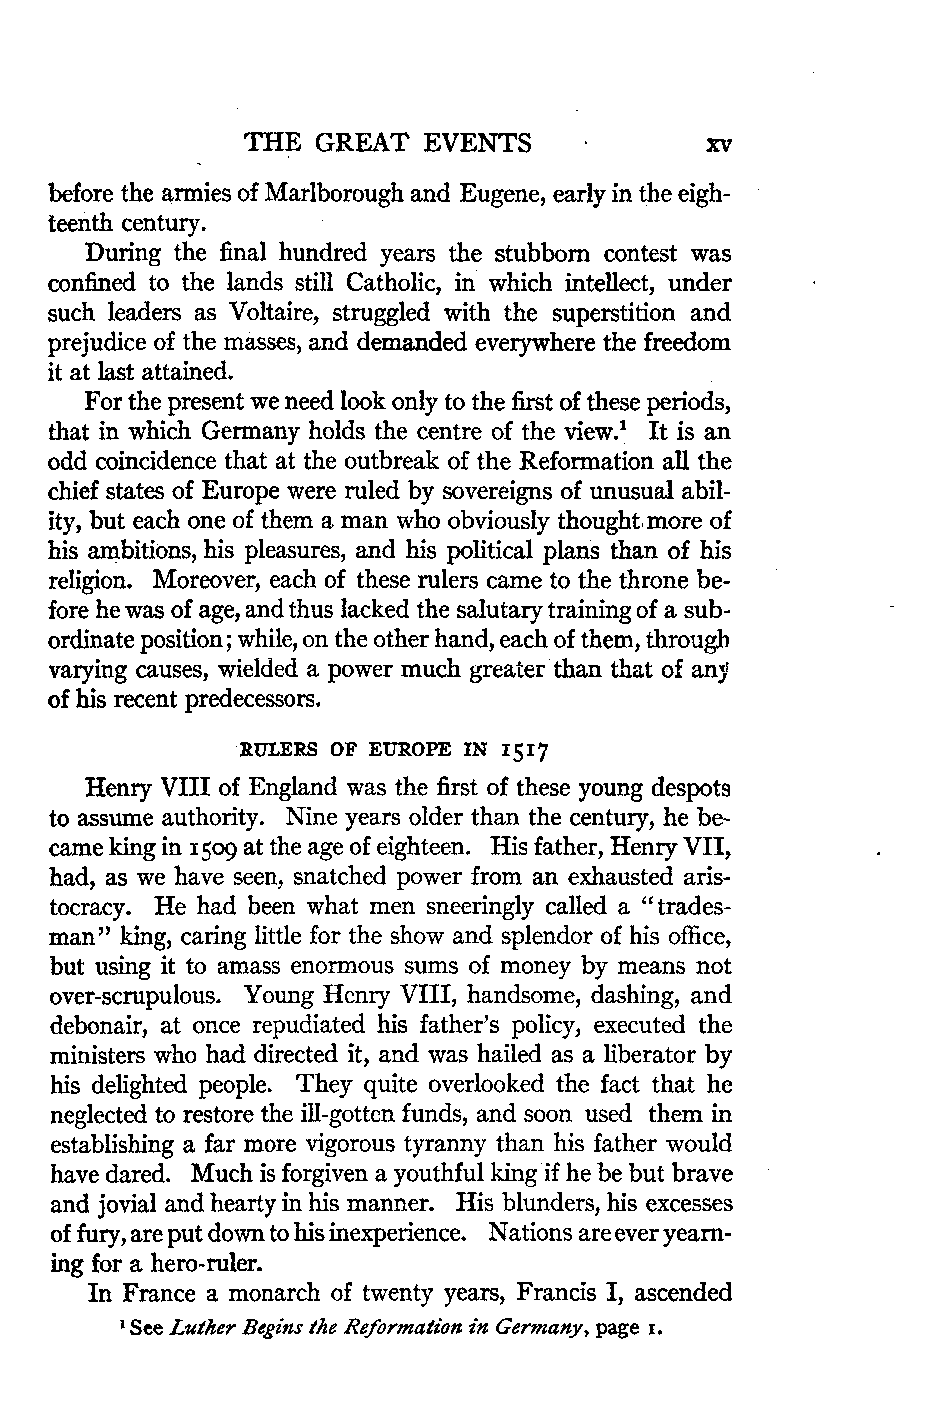 THE GREAT EVENTS xv
before the armies of Marlborough and Eugene, early in the eigh-
teenth century.
During the final hundred years the stubborn contest was
confined to the lands still Catholic, in which intellect, under
such leaders as Voltaire, struggled with the superstition and
prejudice of the masses, and demanded everywhere the freedom
it at last attained.
For the present we need look only to the first of these periods,
that in which Germany holds the centre of the view.¹ It is an
odd coincidence that at the outbreak of the Reformation all the
chief states of Europe were ruled by sovereigns of unusual abil-
ity, but each one of them a man who obviously thought more of
his ambitions, his pleasures, and his political plans than of his
religion. Moreover, each of these rulers came to the throne be-
fore he was of age, and thus lacked the salutary training of a sub-
ordinate position; while, on the other hand, each of them, through
varying causes, wielded a power much greater than that of any
of his recent predecessors.
RULERS OF EUROPE IN 1517
Henry VIII of England was the first of these young despots
to assume authority. Nine years older than the century, he be-
came king in 1509 at the age of eighteen. His father, Henry VII,
had, as we have seen, snatched power from an exhausted aris-
tocracy. He had been what men sneeringly called a "trades-
man" king, caring little for the show and splendor of his office,
but using it to amass enormous sums of money by means not
over-scrupulous. Young Henry VIII, handsome, dashing, and
debonair, at once repudiated his father's policy, executed the
ministers who had directed it, and was hailed as a liberator by
his delighted people. They quite overlooked the fact that he
neglected to restore the ill-gotten funds, and soon used them in
establishing a far more vigorous tyranny than his father would
have dared. Much is forgiven a youthful king if he be but brave
and jovial and hearty in his manner. His blunders, his excesses
of fury, are put down to his inexperience. Nations are ever yearn-
ing for a hero-ruler.
In France a monarch of twenty years, Francis I, ascended
¹ See Luther Begins the Reformation in Germany, page 1.